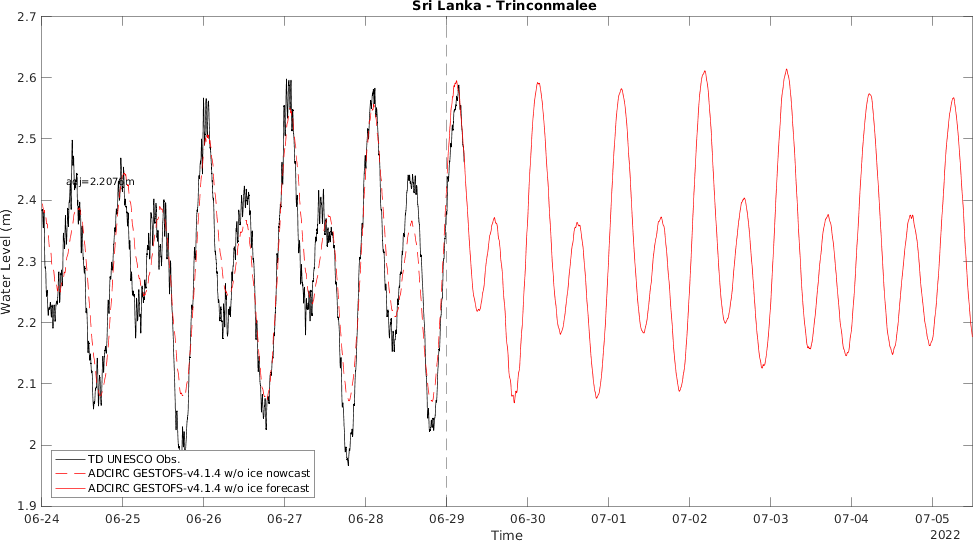 Sri Lanka - Trinconmalee
2.7
2.6
2.5
2.4
2.3
2.2
2.1
2
1.9
Water Level (m)
adj=2.2076m
TD UNESCO Obs.
ADCIRC GESTOFS-v4.1.4 w/o ice nowcast
ADCIRC GESTOFS-v4.1.4 w/o ice forecast
06-24 06-25 06-26 06-27 06-28 06-29 06-30 07-01 07-02 07-03 07-04 07-05
2022
Time